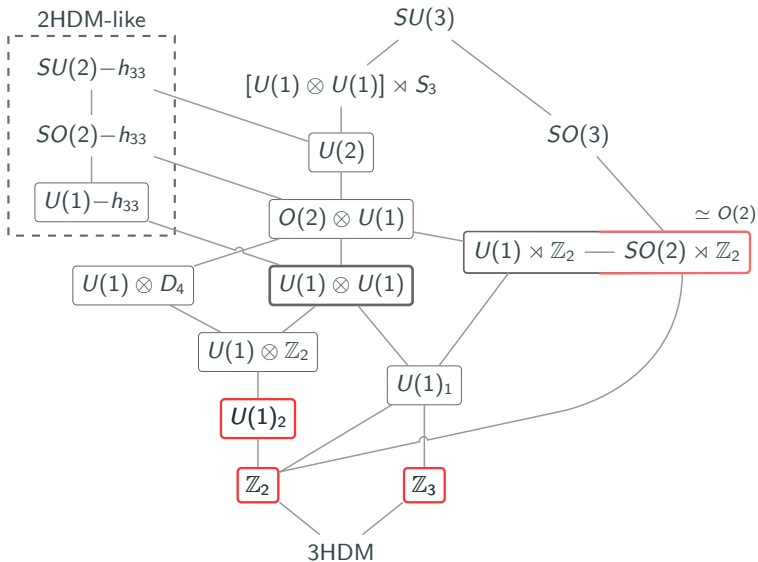 2HDM-like
SU(3)
SU(2)−h₃₃
[U(1) ⊗ U(1)] ⋊ S₃
SO(2)−h₃₃
SO(3)
U(2)
U(1)−h₃₃
O(2) ⊗ U(1)
≃ O(2)
U(1) ⋊ ℤ₂ — SO(2) ⋊ ℤ₂
U(1) ⊗ D₄
U(1) ⊗ U(1)
U(1) ⊗ ℤ₂
U(1)₁
U(1)₂
ℤ₂
ℤ₃
3HDM